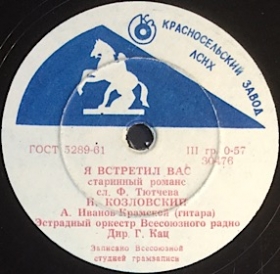 КРАСНОСЕЛЬСКИЙ ЗАВОД
ЛСНХ
ГОСТ 5289-61
III гр. 0-57
30476
Я ВСТРЕТИЛ ВАС
старинный романс
сл. Ф. Тютчева
И. КОЗЛОВСКИЙ
А. Иванов-Крамской (гитара)
Эстрадный оркестр Всесоюзного радио
Дир. Г. Кац
Записано Всесоюзной
студией грамзаписи